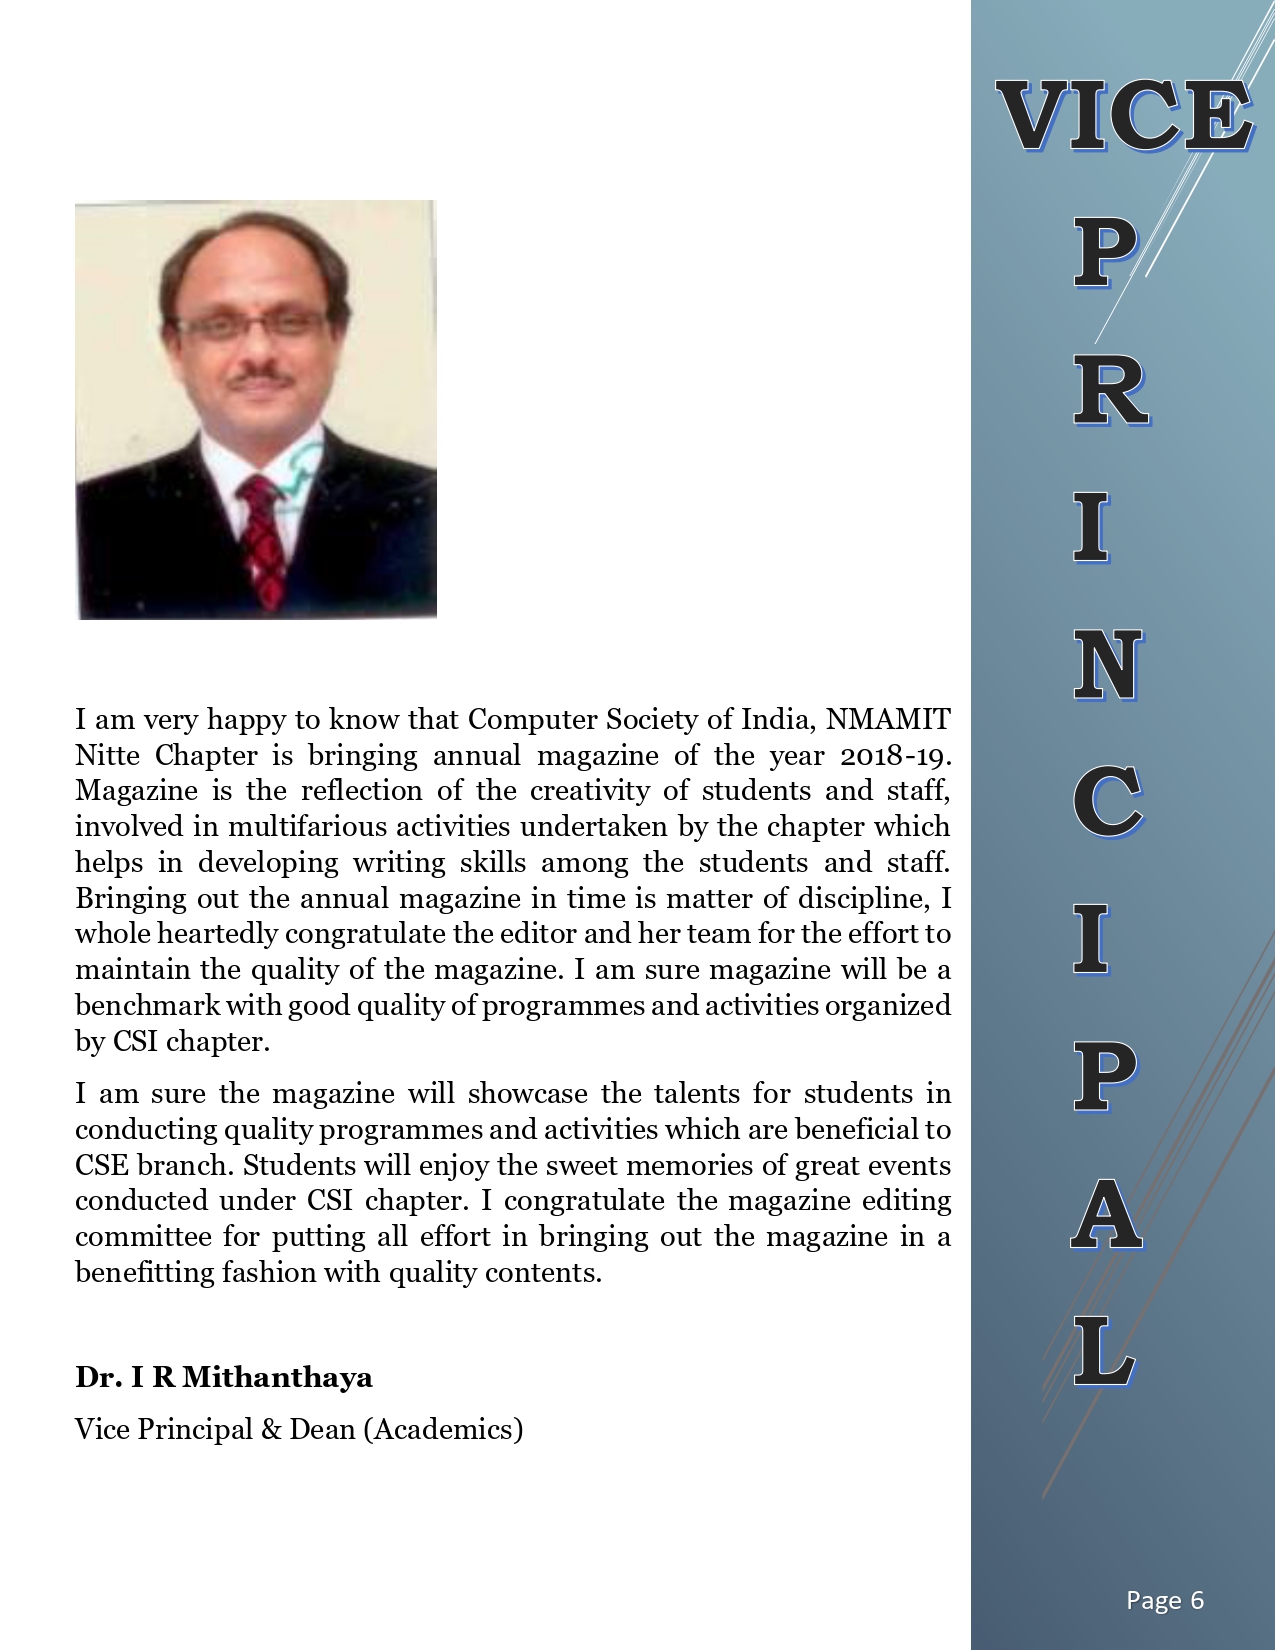 VICE
P
R
I
N
C
I
P
A
L
I am very happy to know that Computer Society of India, NMAMIT
Nitte Chapter is bringing annual magazine of the year 2018-19.
Magazine is the reflection of the creativity of students and staff,
involved in multifarious activities undertaken by the chapter which
helps in developing writing skills among the students and staff.
Bringing out the annual magazine in time is matter of discipline, I
whole heartedly congratulate the editor and her team for the effort to
maintain the quality of the magazine. I am sure magazine will be a
benchmark with good quality of programmes and activities organized
by CSI chapter.
I am sure the magazine will showcase the talents for students in
conducting quality programmes and activities which are beneficial to
CSE branch. Students will enjoy the sweet memories of great events
conducted under CSI chapter. I congratulate the magazine editing
committee for putting all effort in bringing out the magazine in a
benefitting fashion with quality contents.
Dr. I R Mithanthaya
Vice Principal & Dean (Academics)
Page 6